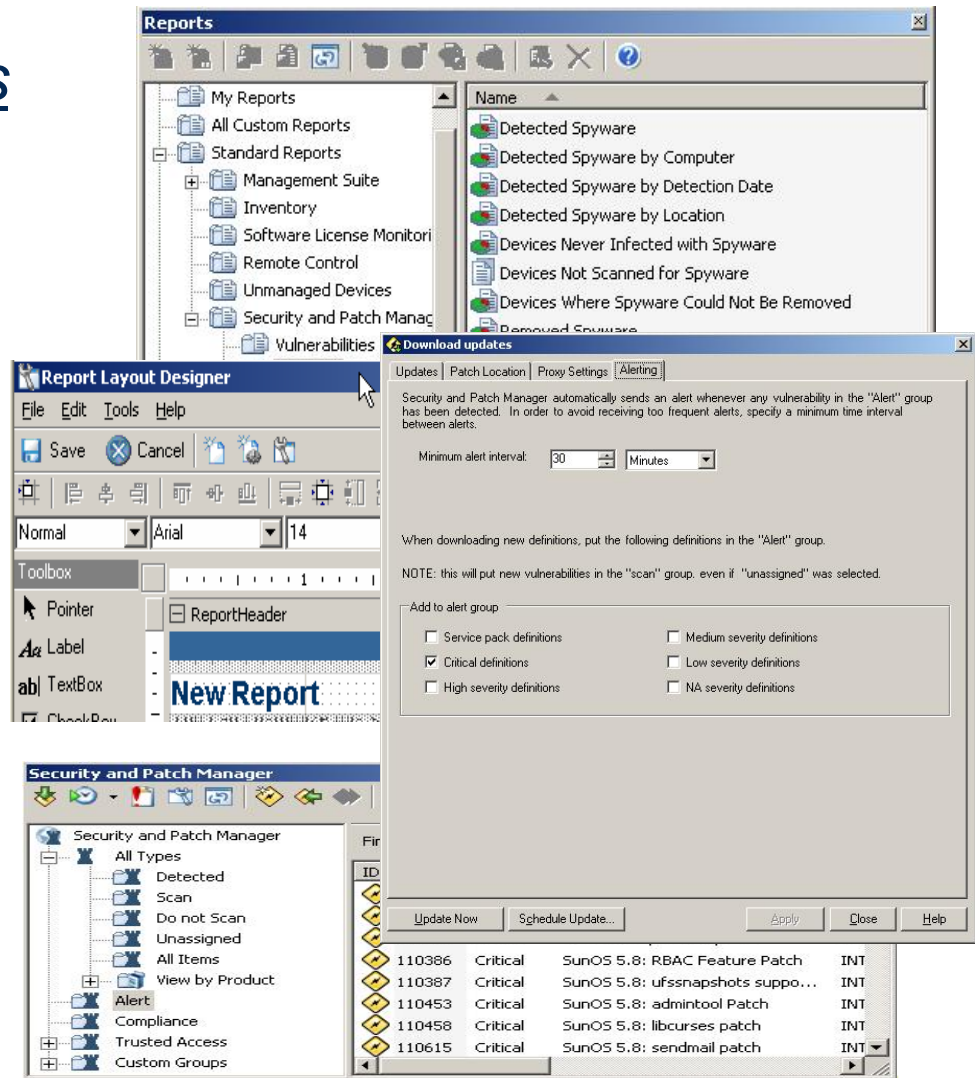 s
Reports
My Reports
All Custom Reports
Standard Reports
Management Suite
Inventory
Software License Monitori
Remote Control
Unmanaged Devices
Security and Patch Manag
Vulnerabilities
Name
Detected Spyware
Detected Spyware by Computer
Detected Spyware by Detection Date
Detected Spyware by Location
Devices Never Infected with Spyware
Devices Not Scanned for Spyware
Devices Where Spyware Could Not Be Removed
Removed Spyware
Download updates
Updates
Patch Location
Proxy Settings
Alerting
Security and Patch Manager automatically sends an alert whenever any vulnerability in the "Alert" group
has been detected. In order to avoid receiving too frequent alerts, specify a minimum time interval
between alerts.
Minimum alert interval: 30 Minutes
When downloading new definitions, put the following definitions in the "Alert" group.
NOTE: this will put new vulnerabilities in the "scan" group. even if "unassigned" was selected.
Add to alert group
Service pack definitions
Critical definitions
High severity definitions
Medium severity definitions
Low severity definitions
NA severity definitions
Update Now
Schedule Update...
Apply
Close
Help
Report Layout Designer
File Edit Tools Help
Save Cancel
Normal Arial 14
Toolbox
1
Pointer
ReportHeader
Label
TextBox
New Report
CheckBox
Security and Patch Manager
Security and Patch Manager
All Types
Detected
Scan
Do not Scan
Unassigned
All Items
View by Product
Alert
Compliance
Trusted Access
Custom Groups
Fir
ID
110386 Critical SunOS 5.8: RBAC Feature Patch INT
110387 Critical SunOS 5.8: ufssnapshots suppo... INT
110453 Critical SunOS 5.8: admintool Patch INT
110458 Critical SunOS 5.8: libcurses patch INT
110615 Critical SunOS 5.8: sendmail patch INT